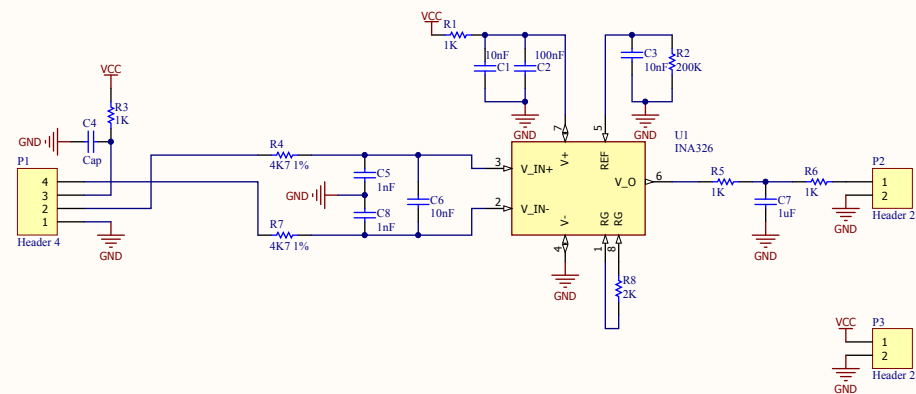 VCC
R1
1K
10nF
C1
100nF
C2
C3
10nF
R2
200K
GND
GND
VCC
R3
1K
C4
Cap
GND
P1
4
3
2
1
Header 4
GND
R4
4K7 1%
R7
4K7 1%
GND
C5
1nF
C8
1nF
C6
10nF
U1
INA326
7
5
3
2
6
4
1
8
V+
REF
V_IN+
V_IN-
V_O
V-
RG
RG
GND
R8
2K
R5
1K
C7
1uF
GND
R6
1K
P2
1
2
Header 2
GND
P3
VCC
1
2
Header 2
GND